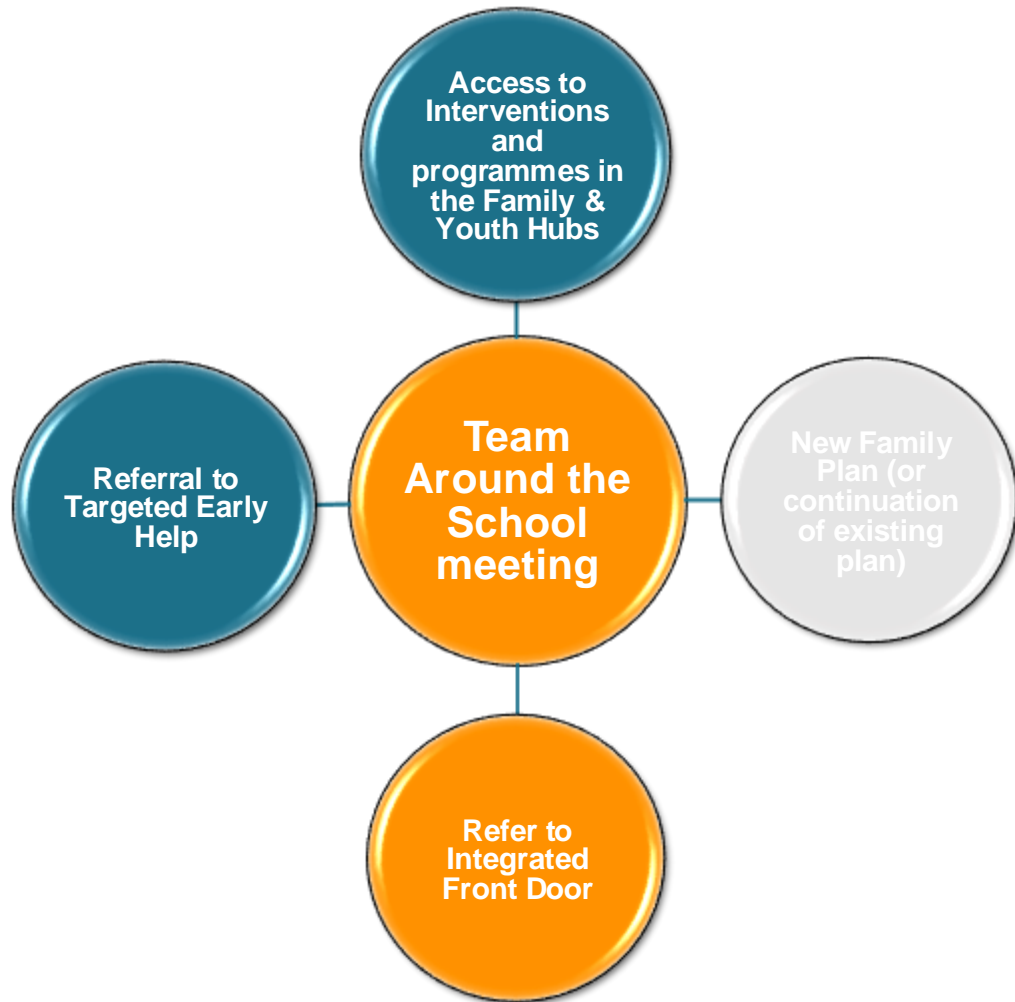 Access to
Interventions
and
programmes in
the Family &
Youth Hubs
Referral to
Targeted Early
Help
Team
Around the
School
meeting
New Family
Plan (or
continuation
of existing
plan)
Refer to
Integrated
Front Door